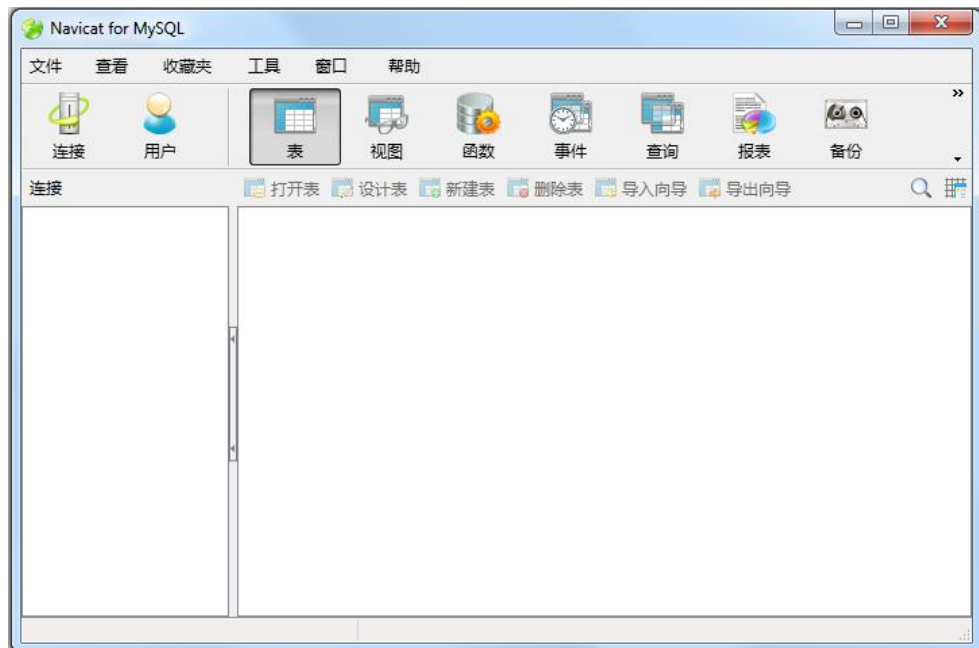 Navicat for MySQL
文件 查看 收藏夹 工具 窗口 帮助
连接 用户 表 视图 函数 事件 查询 报表 备份
连接 打开表 设计表 新建表 删除表 导入向导 导出向导